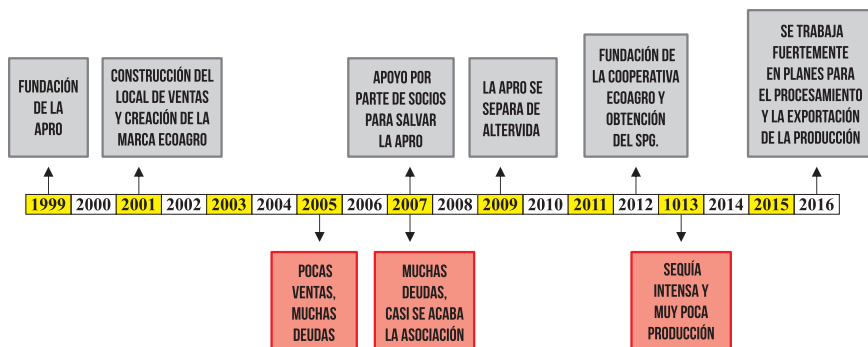 FUNDACIÓN
DE LA
APRO
CONSTRUCCIÓN DEL
LOCAL DE VENTAS
Y CREACIÓN DE LA
MARCA ECOAGRO
APOYO POR
PARTE DE SOCIOS
PARA SALVAR
LA APRO
LA APRO SE
SEPARA DE
ALTERVIDA
FUNDACIÓN DE
LA COOPERATIVA
ECOAGRO Y
OBTENCIÓN
DEL SPG.
SE TRABAJA
FUERTEMENTE
EN PLANES PARA
EL PROCESAMIENTO
Y LA EXPORTACIÓN
DE LA PRODUCCIÓN
1999 2000 2001 2002 2003 2004 2005 2006 2007 2008 2009 2010 2011 2012 1013 2014 2015 2016
POCAS
VENTAS,
MUCHAS
DEUDAS
MUCHAS
DEUDAS,
CASI SE ACABA
LA ASOCIACIÓN
SEQUÍA
INTENSA Y
MUY POCA
PRODUCCIÓN